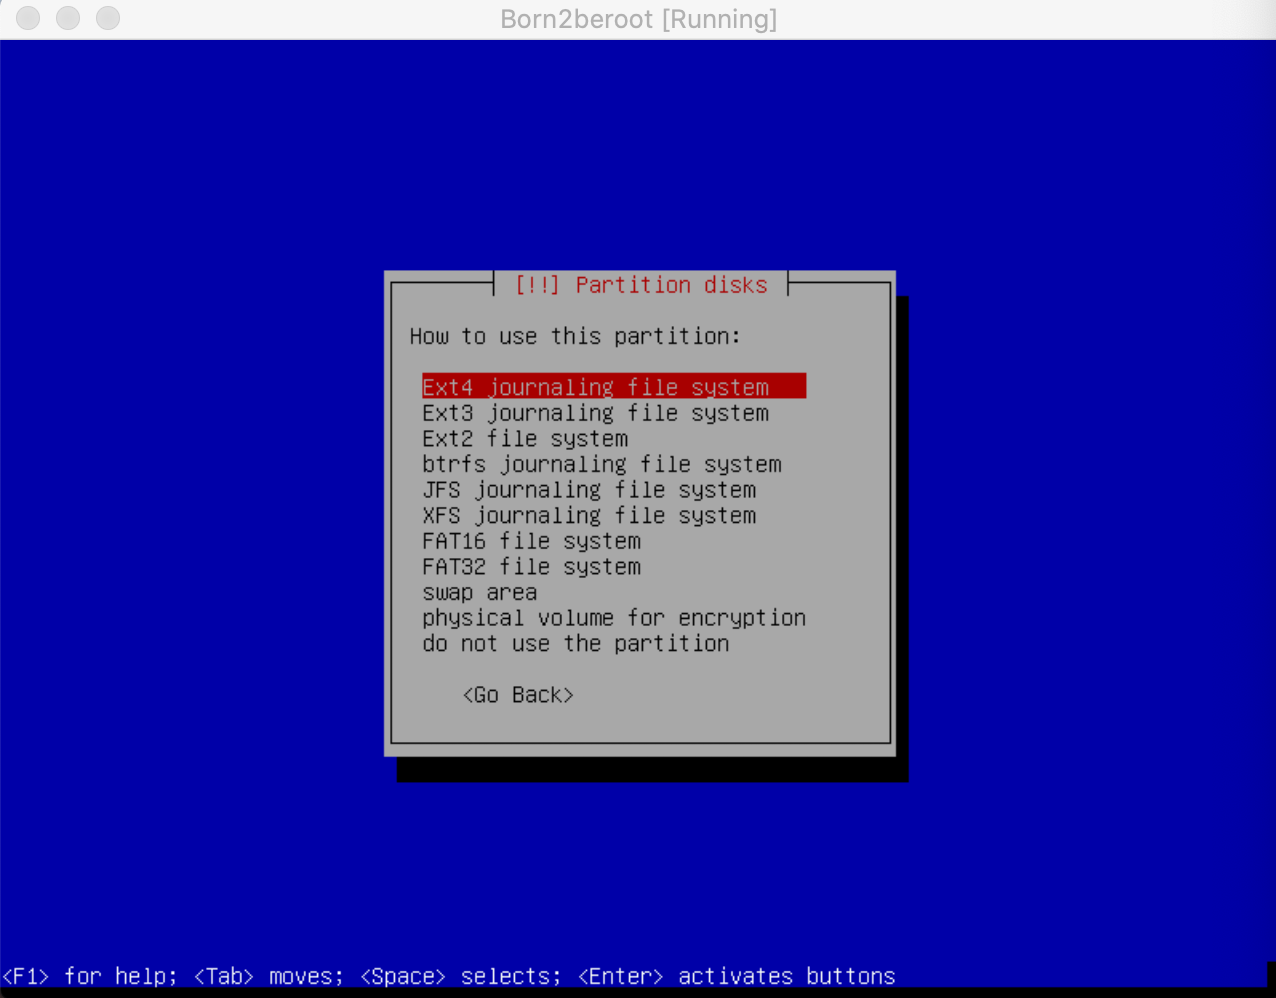 Born2beroot [Running]
[!!] Partition disks
How to use this partition:
Ext4 journaling file system
Ext3 journaling file system
Ext2 file system
btrfs journaling file system
JFS journaling file system
XFS journaling file system
FAT16 file system
FAT32 file system
swap area
physical volume for encryption
do not use the partition
<Go Back>
<F1> for help; <Tab> moves; <Space> selects; <Enter> activates buttons